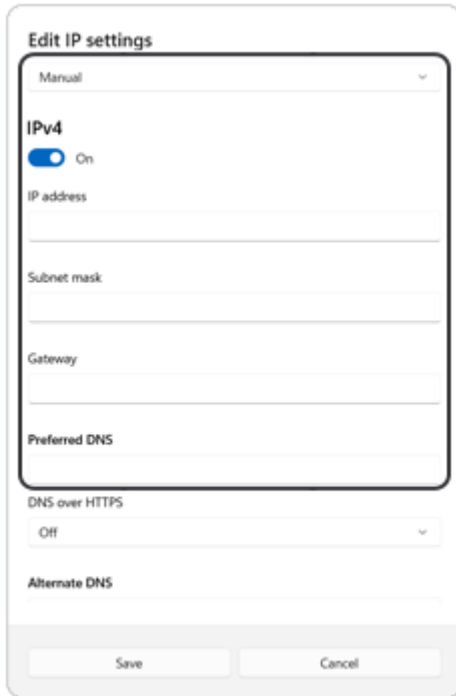 Edit IP settings
Manual
IPv4
On
IP address
Subnet mask
Gateway
Preferred DNS
DNS over HTTPS
Off
Alternate DNS
Save Cancel